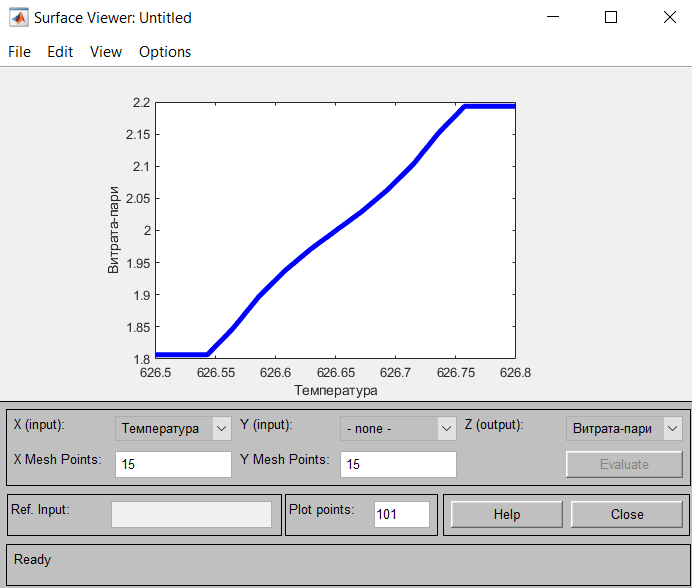 Surface Viewer: Untitled
File Edit View Options
2.2
2.15
2.1
2.05
2
1.95
1.9
1.85
1.8
Витрата-пари
626.5 626.55 626.6 626.65 626.7 626.75 626.8
Температура
X (input): Температура Y (input): - none - Z (output): Витрата-пари
X Mesh Points: 15 Y Mesh Points: 15 Evaluate
Ref. Input: Plot points: 101 Help Close
Ready